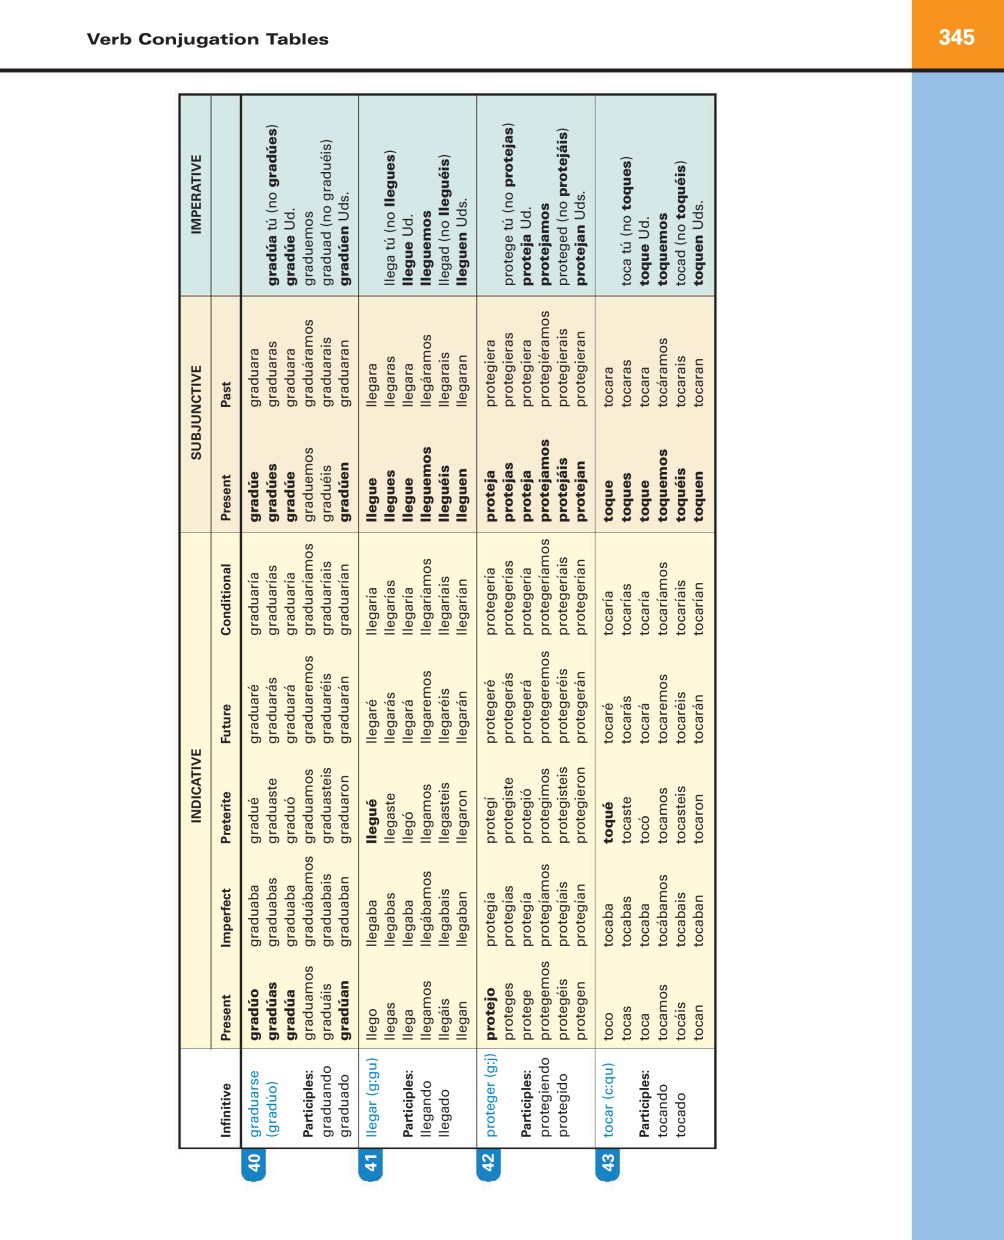 Verb Conjugation Tables 345
INDICATIVE SUBJUNCTIVE IMPERATIVE
Infinitive Present Imperfect Preterite Future Conditional Present Past
40 graduarse gradúo graduaba gradué graduaré graduaría gradúe graduara
(gradúo) gradúas graduabas graduaste graduarás graduarías gradúes graduaras gradúa tú (no gradúes)
gradúa graduaba graduó graduará graduaría gradúe graduara gradúe Ud.
Participles: graduamos graduábamos graduamos graduaremos graduaríamos graduemos graduáramos graduemos
graduando graduáis graduabais graduasteis graduaréis graduaríais graduéis graduarais graduad (no graduéis)
graduado gradúan graduaban graduaron graduarán graduarían gradúen graduaran gradúen Uds.
41 llegar (g:gu) llego llegaba llegué llegaré llegaría llegue llegara
llegas llegabas llegaste llegarás llegarías llegues llegaras llega tú (no llegues)
Participles: llega llegaba llegó llegará llegaría llegue llegara llegue Ud.
llegando llegamos llegábamos llegamos llegaremos llegaríamos lleguemos llegáramos lleguemos
llegado llegáis llegabais llegasteis llegaréis llegaríais lleguéis llegarais llegad (no lleguéis)
llegan llegaban llegaron llegarán llegarían lleguen llegaran lleguen Uds.
42 proteger (g:j) protejo protegía protegí protegeré protegería proteja protegiera
proteges protegías protegiste protegerás protegerías protejas protegieras protege tú (no protejas)
Participles: protege protegía protegió protegerá protegería proteja protegiera proteja Ud.
protegiendo protegemos protegíamos protegimos protegeremos protegeríamos protejamos protegiéramos protejamos
protegido protegéis protegíais protegisteis protegeréis protegeríais protejáis protegierais proteged (no protejáis)
protegen protegían protegieron protegerán protegerían protejan protegieran protejan Uds.
43 tocar (c:qu) toco tocaba toqué tocaré tocaría toque tocara
tocas tocabas tocaste tocarás tocarías toques tocaras toca tú (no toques)
Participles: toca tocaba tocó tocará tocaría toque tocara toque Ud.
tocando tocamos tocábamos tocamos tocaremos tocaríamos toquemos tocáramos toquemos
tocado tocáis tocabais tocasteis tocaréis tocaríais toquéis tocarais tocad (no toquéis)
tocan tocaban tocaron tocarán tocarían toquen tocaran toquen Uds.